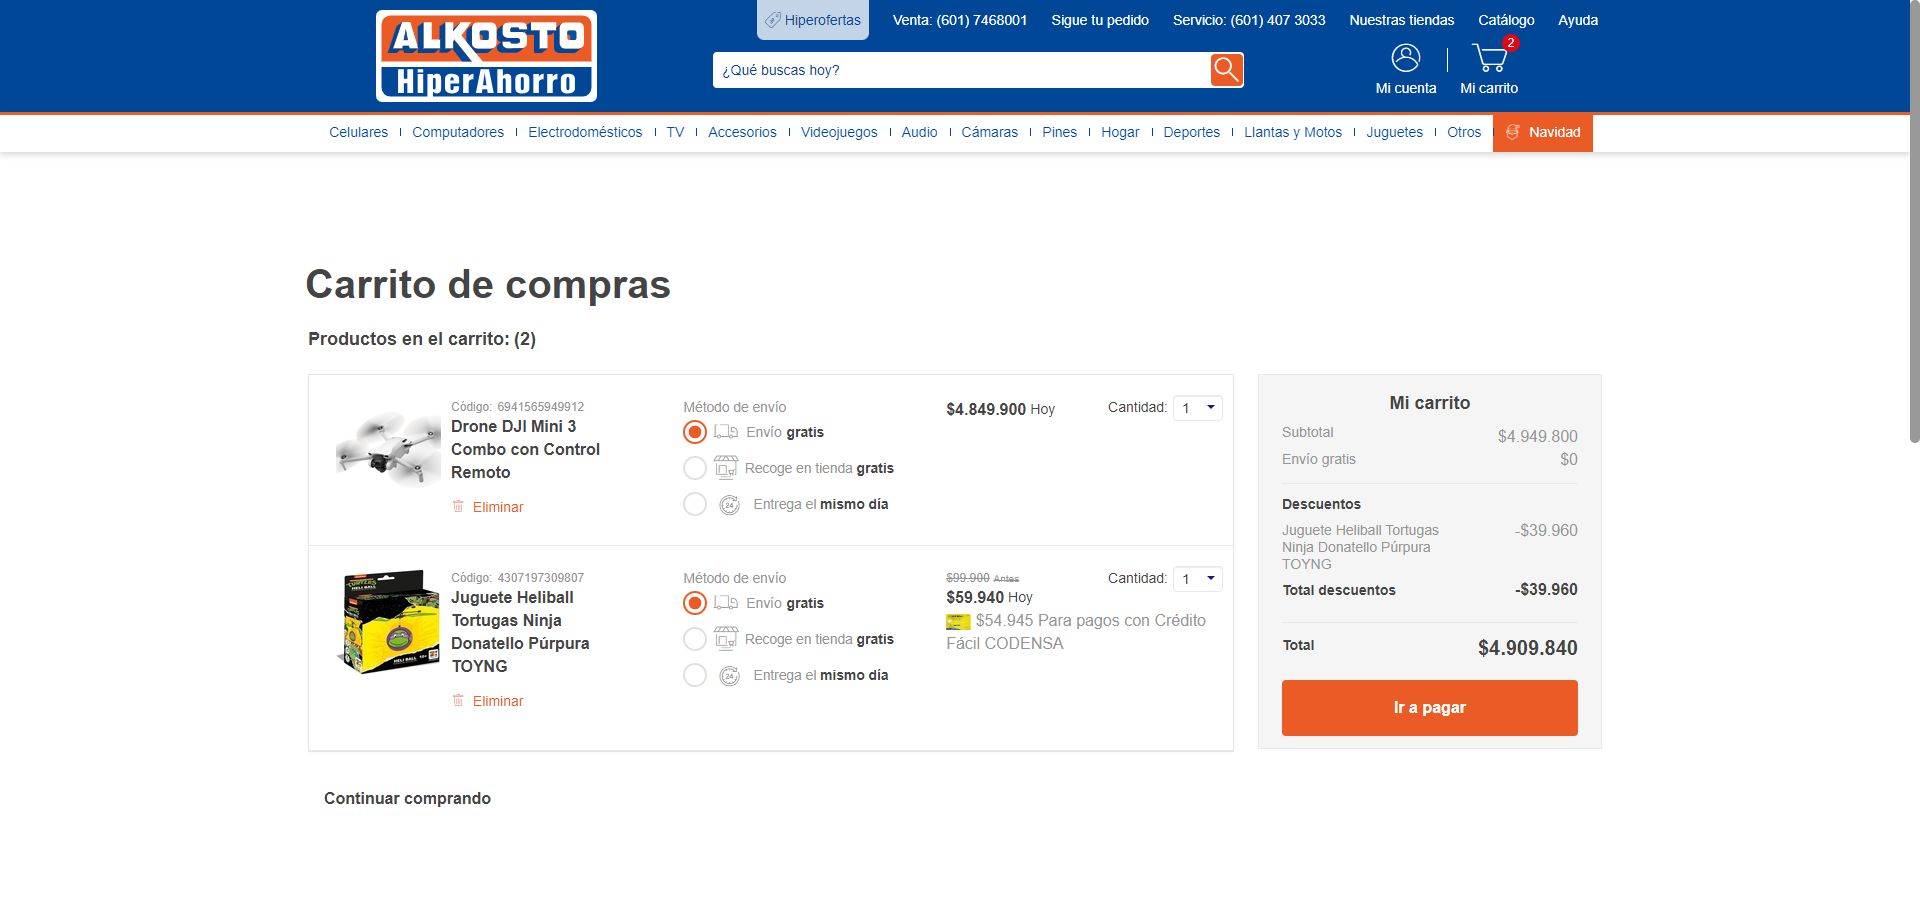 ALKOSTO
HiperAhorro
Hiperofertas
Venta: (601) 7468001
Sigue tu pedido
Servicio: (601) 407 3033
Nuestras tiendas
Catálogo
Ayuda
¿Qué buscas hoy?
Mi cuenta
2
Mi carrito
Celulares
Computadores
Electrodomésticos
TV
Accesorios
Videojuegos
Audio
Cámaras
Pines
Hogar
Deportes
Llantas y Motos
Juguetes
Otros
Navidad
Carrito de compras
Productos en el carrito: (2)
Código: 6941565949912
Drone DJI Mini 3
Combo con Control
Remoto
Eliminar
Método de envío
Envío gratis
Recoge en tienda gratis
24
Entrega el mismo día
$4.849.900 Hoy
Cantidad: 1
TURTLES
HELI BALL
HELI BALL
Código: 4307197309807
Juguete Heliball
Tortugas Ninja
Donatello Púrpura
TOYNG
Eliminar
Método de envío
Envío gratis
Recoge en tienda gratis
24
Entrega el mismo día
$99.900 Antes
$59.940 Hoy
$54.945 Para pagos con Crédito
Fácil CODENSA
Cantidad: 1
Mi carrito
Subtotal $4.949.800
Envío gratis $0
Descuentos
Juguete Heliball Tortugas -$39.960
Ninja Donatello Púrpura
TOYNG
Total descuentos -$39.960
Total $4.909.840
Ir a pagar
Continuar comprando